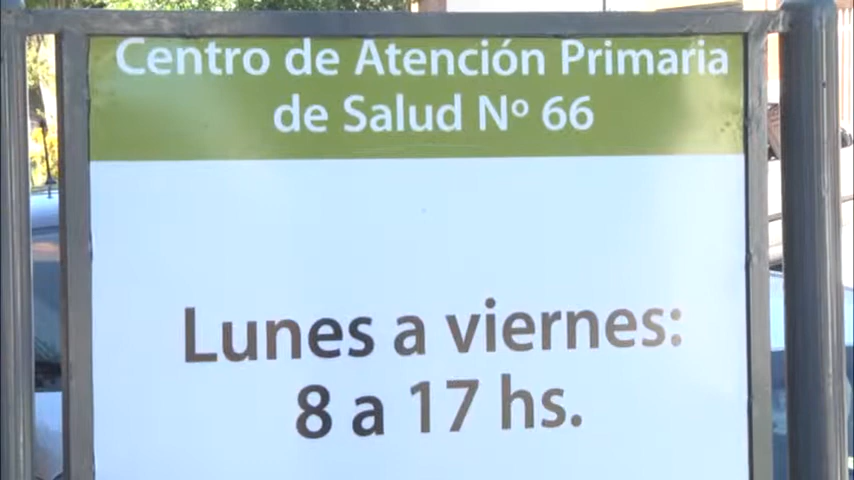 Centro de Atención Primaria
de Salud Nº 66
Lunes a viernes:
8 a 17 hs.